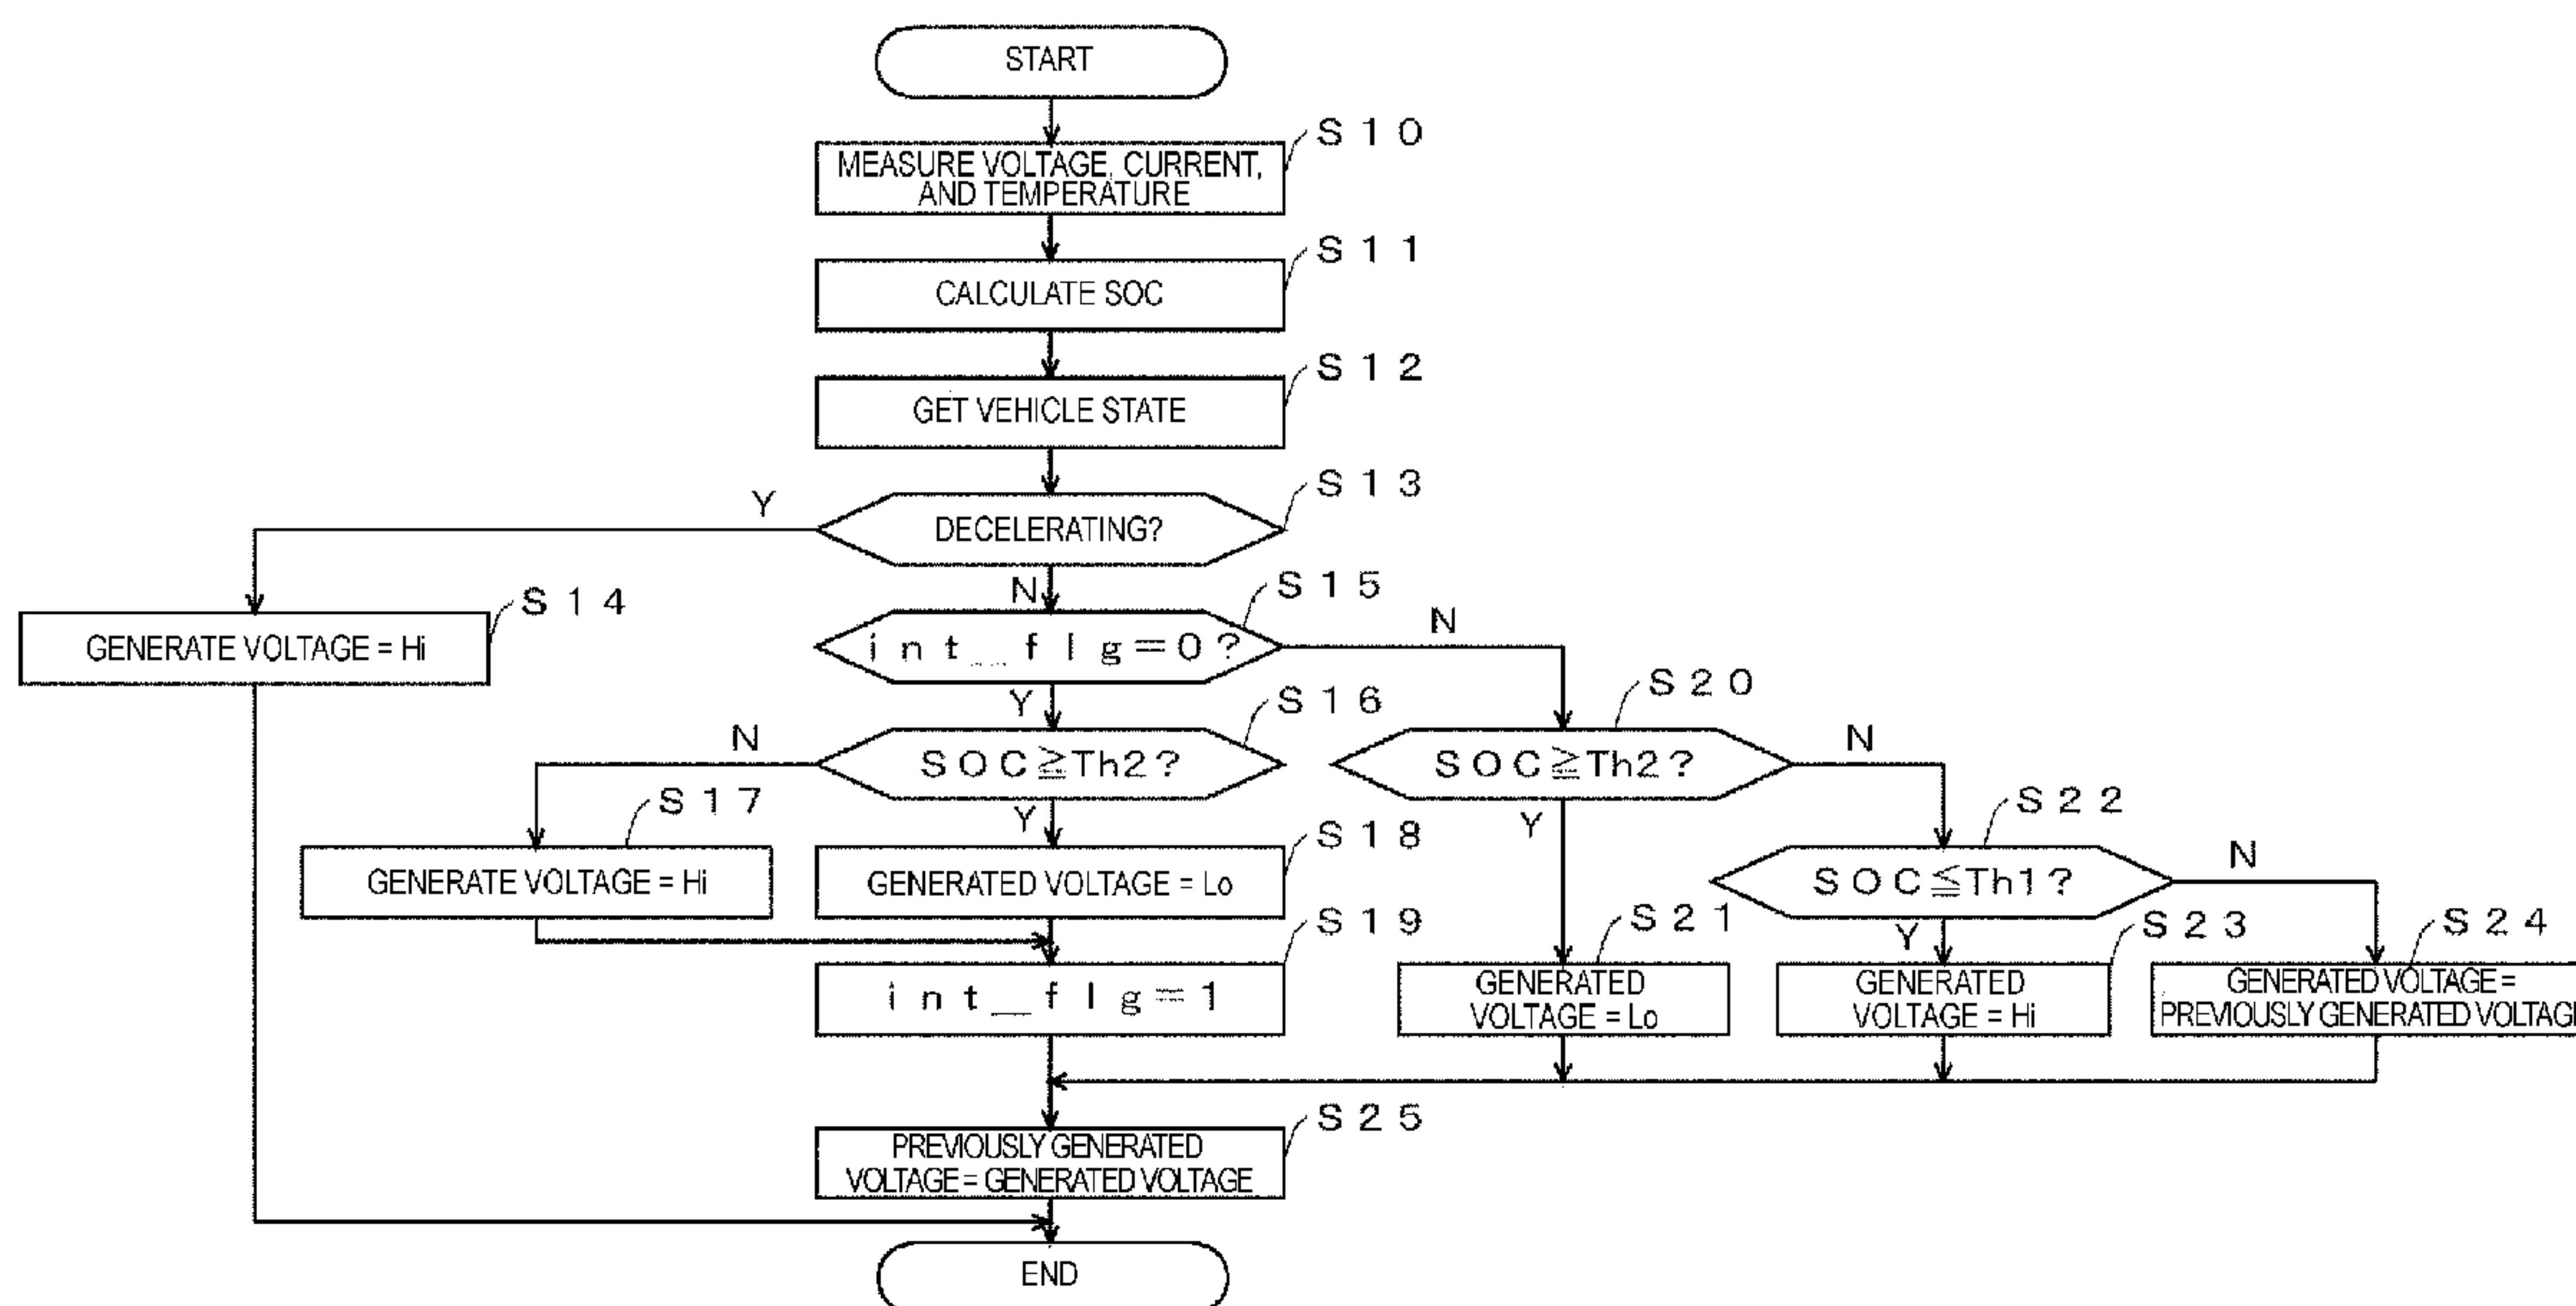 START
S10
MEASURE VOLTAGE, CURRENT,
AND TEMPERATURE
S11
CALCULATE SOC
S12
GET VEHICLE STATE
S13
Y
DECELERATING?
N
S14
GENERATE VOLTAGE = Hi
S15
int_flg=0?
N
Y
S16
SOC≧Th2?
N
Y
S20
SOC≧Th2?
N
Y
S17
GENERATE VOLTAGE = Hi
S18
GENERATED VOLTAGE = Lo
S22
SOC≦Th1?
N
Y
S19
int_flg=1
S21
GENERATED
VOLTAGE = Lo
S23
GENERATED
VOLTAGE = Hi
S24
GENERATED VOLTAGE =
PREVIOUSLY GENERATED VOLTAGE
S25
PREVIOUSLY GENERATED
VOLTAGE = GENERATED VOLTAGE
END